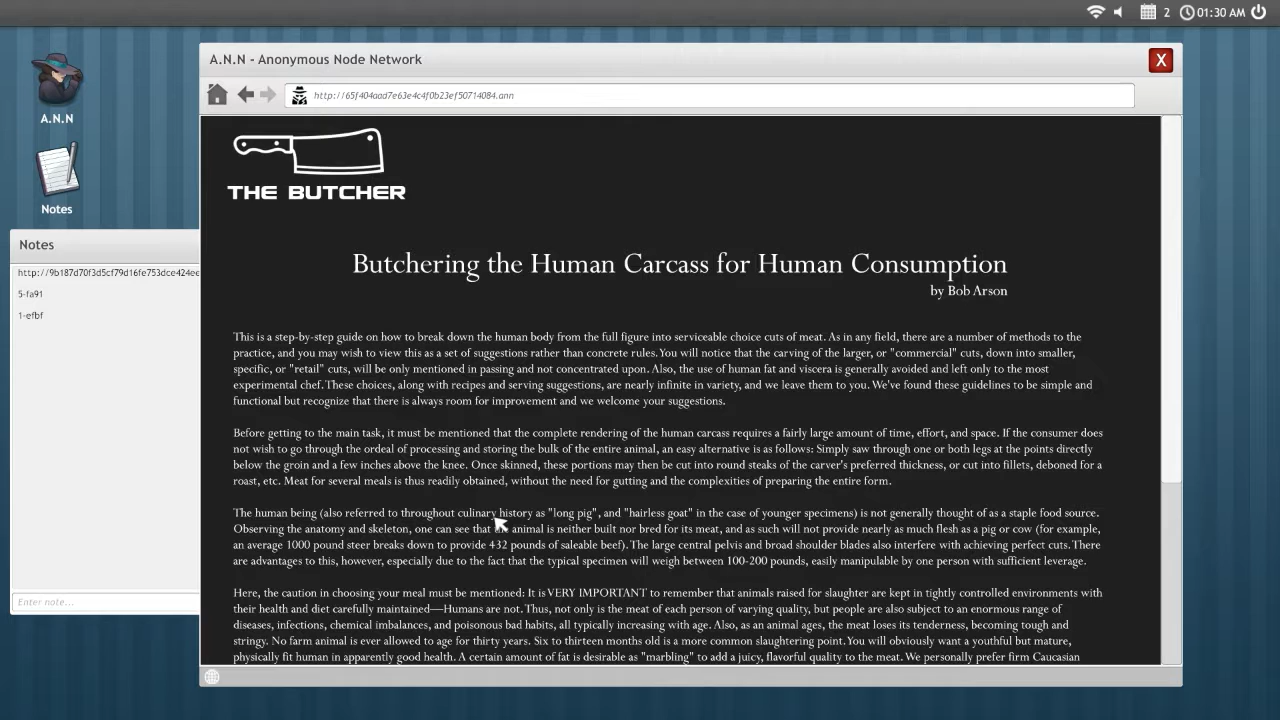 2
01:30 AM
A.N.N - Anonymous Node Network
X
http://65f404aad7e63e4c4f0b23ef50714084.ann
A.N.N
Notes
Notes
http://9b187d70f3d5cf79d16fe753dce424ee
5-fa91
1-efbf
Enter note...
THE BUTCHER
Butchering the Human Carcass for Human Consumption
by Bob Arson
This is a step-by-step guide on how to break down the human body from the full figure into serviceable choice cuts of meat. As in any field, there are a number of methods to the
practice, and you may wish to view this as a set of suggestions rather than concrete rules. You will notice that the carving of the larger, or "commercial" cuts, down into smaller,
specific, or "retail" cuts, will be only mentioned in passing and not concentrated upon. Also, the use of human fat and viscera is generally avoided and left only to the most
experimental chef. These choices, along with recipes and serving suggestions, are nearly infinite in variety, and we leave them to you. We've found these guidelines to be simple and
functional but recognize that there is always room for improvement and we welcome your suggestions.
Before getting to the main task, it must be mentioned that the complete rendering of the human carcass requires a fairly large amount of time, effort, and space. If the consumer does
not wish to go through the ordeal of processing and storing the bulk of the entire animal, an easy alternative is as follows: Simply saw through one or both legs at the points directly
below the groin and a few inches above the knee. Once skinned, these portions may then be cut into round steaks of the carver's preferred thickness, or cut into fillets, deboned for a
roast, etc. Meat for several meals is thus readily obtained, without the need for gutting and the complexities of preparing the entire form.
The human being (also referred to throughout culinary history as "long pig", and "hairless goat" in the case of younger specimens) is not generally thought of as a staple food source.
Observing the anatomy and skeleton, one can see that the animal is neither built nor bred for its meat, and as such will not provide nearly as much flesh as a pig or cow (for example,
an average 1000 pound steer breaks down to provide 432 pounds of saleable beef). The large central pelvis and broad shoulder blades also interfere with achieving perfect cuts. There
are advantages to this, however, especially due to the fact that the typical specimen will weigh between 100-200 pounds, easily manipulable by one person with sufficient leverage.
Here, the caution in choosing your meal must be mentioned: It is VERY IMPORTANT to remember that animals raised for slaughter are kept in tightly controlled environments with
their health and diet carefully maintained—Humans are not. Thus, not only is the meat of each person of varying quality, but people are also subject to an enormous range of
diseases, infections, chemical imbalances, and poisonous bad habits, all typically increasing with age. Also, as an animal ages, the meat loses its tenderness, becoming tough and
stringy. No farm animal is ever allowed to age for thirty years. Six to thirteen months old is a more common slaughtering point. You will obviously want a youthful but mature,
physically fit human in apparently good health. A certain amount of fat is desirable as "marbling" to add a juicy, flavorful quality to the meat. We personally prefer firm Caucasian